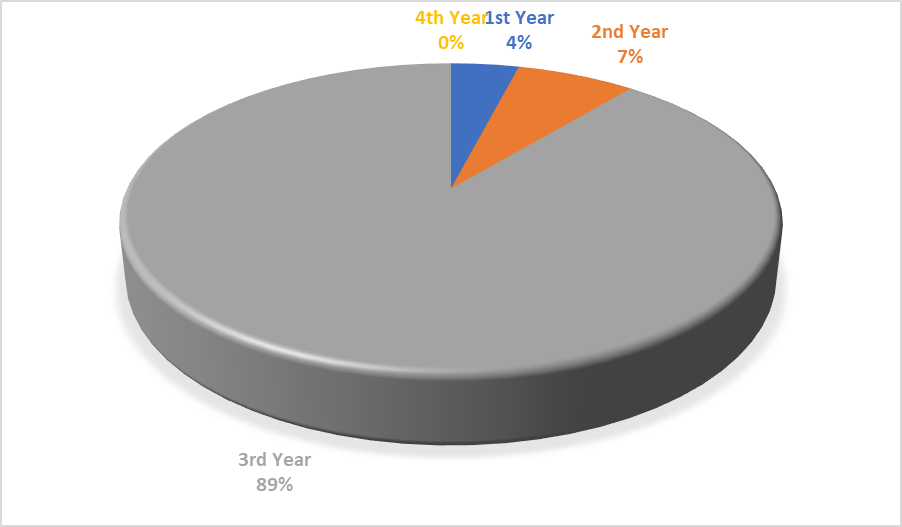 4th Year
0%
1st Year
4%
2nd Year
7%
3rd Year
89%